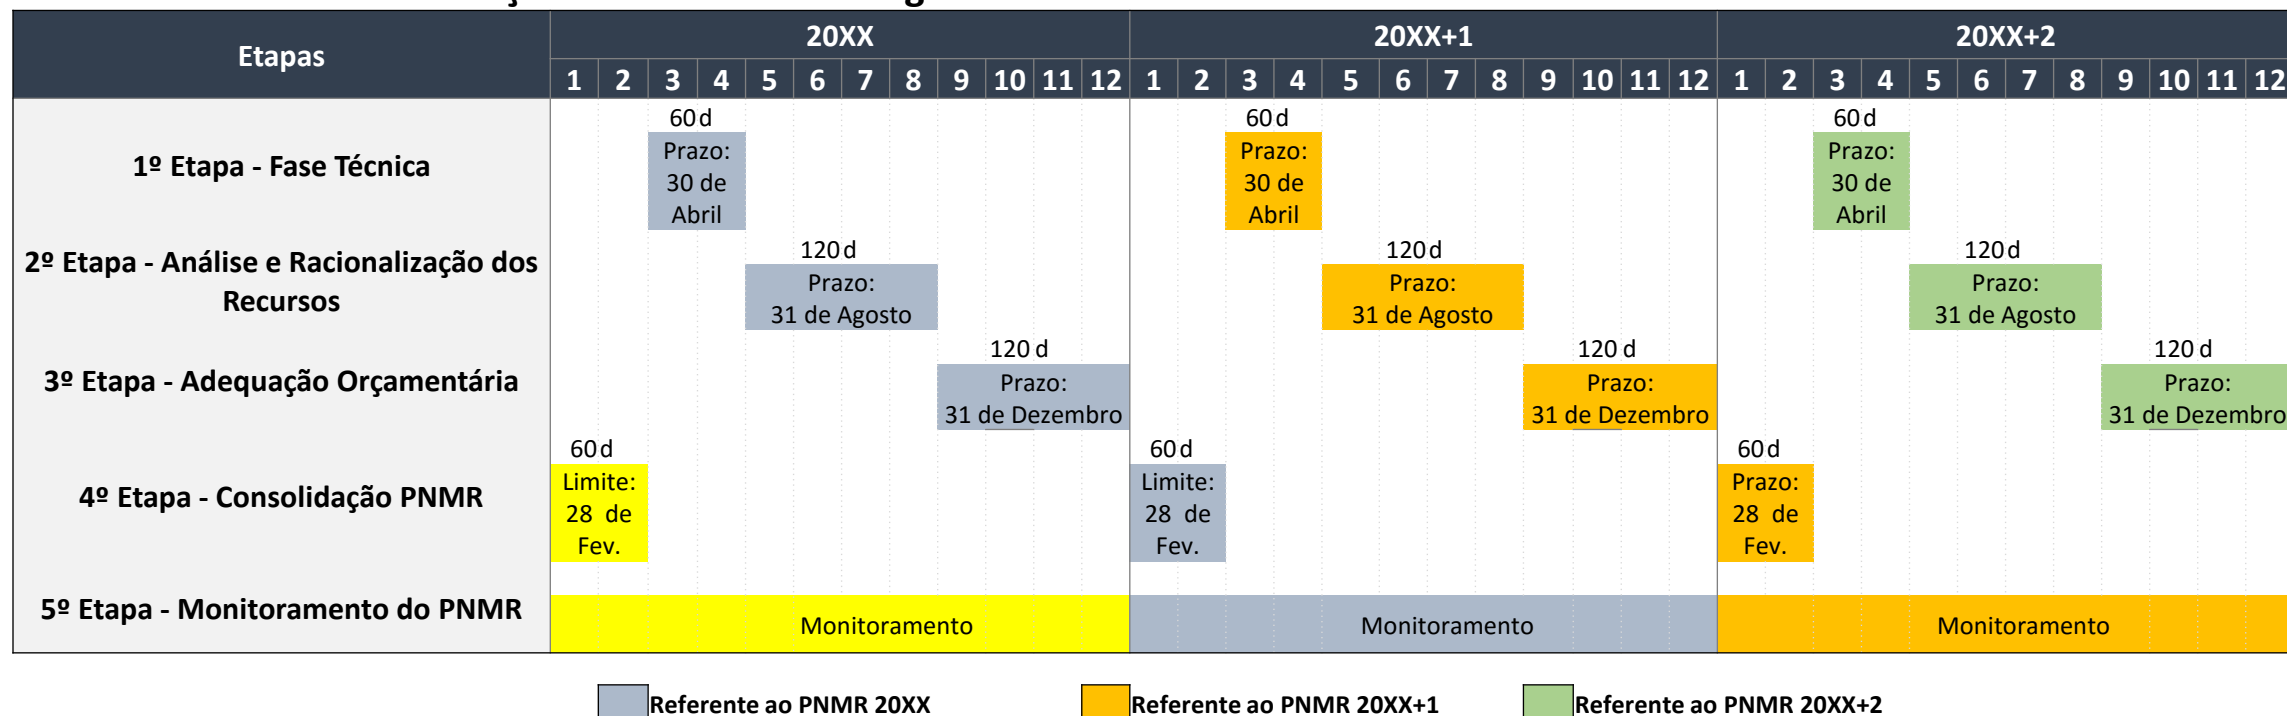 Etapas
20XX 20XX+1 20XX+2
1 2 3 4 5 6 7 8 9 10 11 12 1 2 3 4 5 6 7 8 9 10 11 12 1 2 3 4 5 6 7 8 9 10 11 12
1º Etapa - Fase Técnica
60 d 60 d 60 d
Prazo: Prazo: Prazo:
30 de 30 de 30 de
Abril Abril Abril
2º Etapa - Análise e Racionalização dos
Recursos
120 d 120 d 120 d
Prazo: Prazo: Prazo:
31 de Agosto 31 de Agosto 31 de Agosto
3º Etapa - Adequação Orçamentária
120 d 120 d 120 d
Prazo: Prazo: Prazo:
31 de Dezembro 31 de Dezembro 31 de Dezembro
4º Etapa - Consolidação PNMR
60 d 60 d 60 d
Limite: Limite: Prazo:
28 de 28 de 28 de
Fev. Fev. Fev.
5º Etapa - Monitoramento do PNMR
Monitoramento Monitoramento Monitoramento
Referente ao PNMR 20XX Referente ao PNMR 20XX+1 Referente ao PNMR 20XX+2